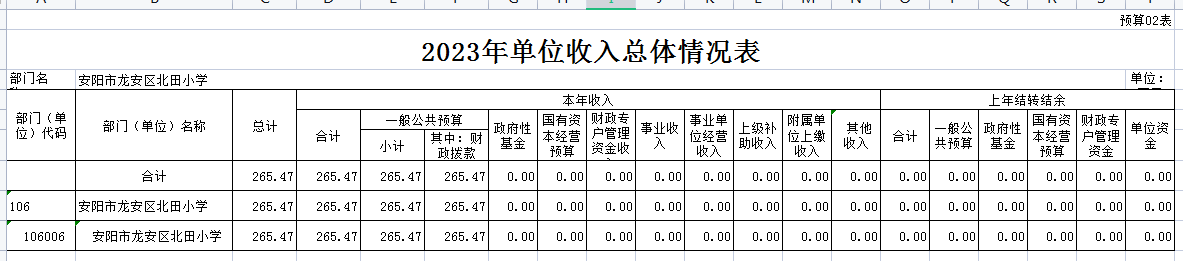 预算02表
2023年单位收入总体情况表
部门名 安阳市龙安区北田小学 单位：
部门（单位）代码 部门（单位）名称 总计 本年收入 上年结转结余
合计 一般公共预算 政府性基金 国有资本经营预算 财政专户管理资金收 事业收入 事业单位经营收入 上级补助收入 附属单位上缴收入 其他收入 合计 一般公共预算 政府性基金 国有资本经营预算 财政专户管理资金 单位资金
小计 其中：财政拨款
合计 265.47 265.47 265.47 265.47 0.00 0.00 0.00 0.00 0.00 0.00 0.00 0.00 0.00 0.00 0.00 0.00 0.00 0.00
106 安阳市龙安区北田小学 265.47 265.47 265.47 265.47 0.00 0.00 0.00 0.00 0.00 0.00 0.00 0.00 0.00 0.00 0.00 0.00 0.00 0.00
106006 安阳市龙安区北田小学 265.47 265.47 265.47 265.47 0.00 0.00 0.00 0.00 0.00 0.00 0.00 0.00 0.00 0.00 0.00 0.00 0.00 0.00